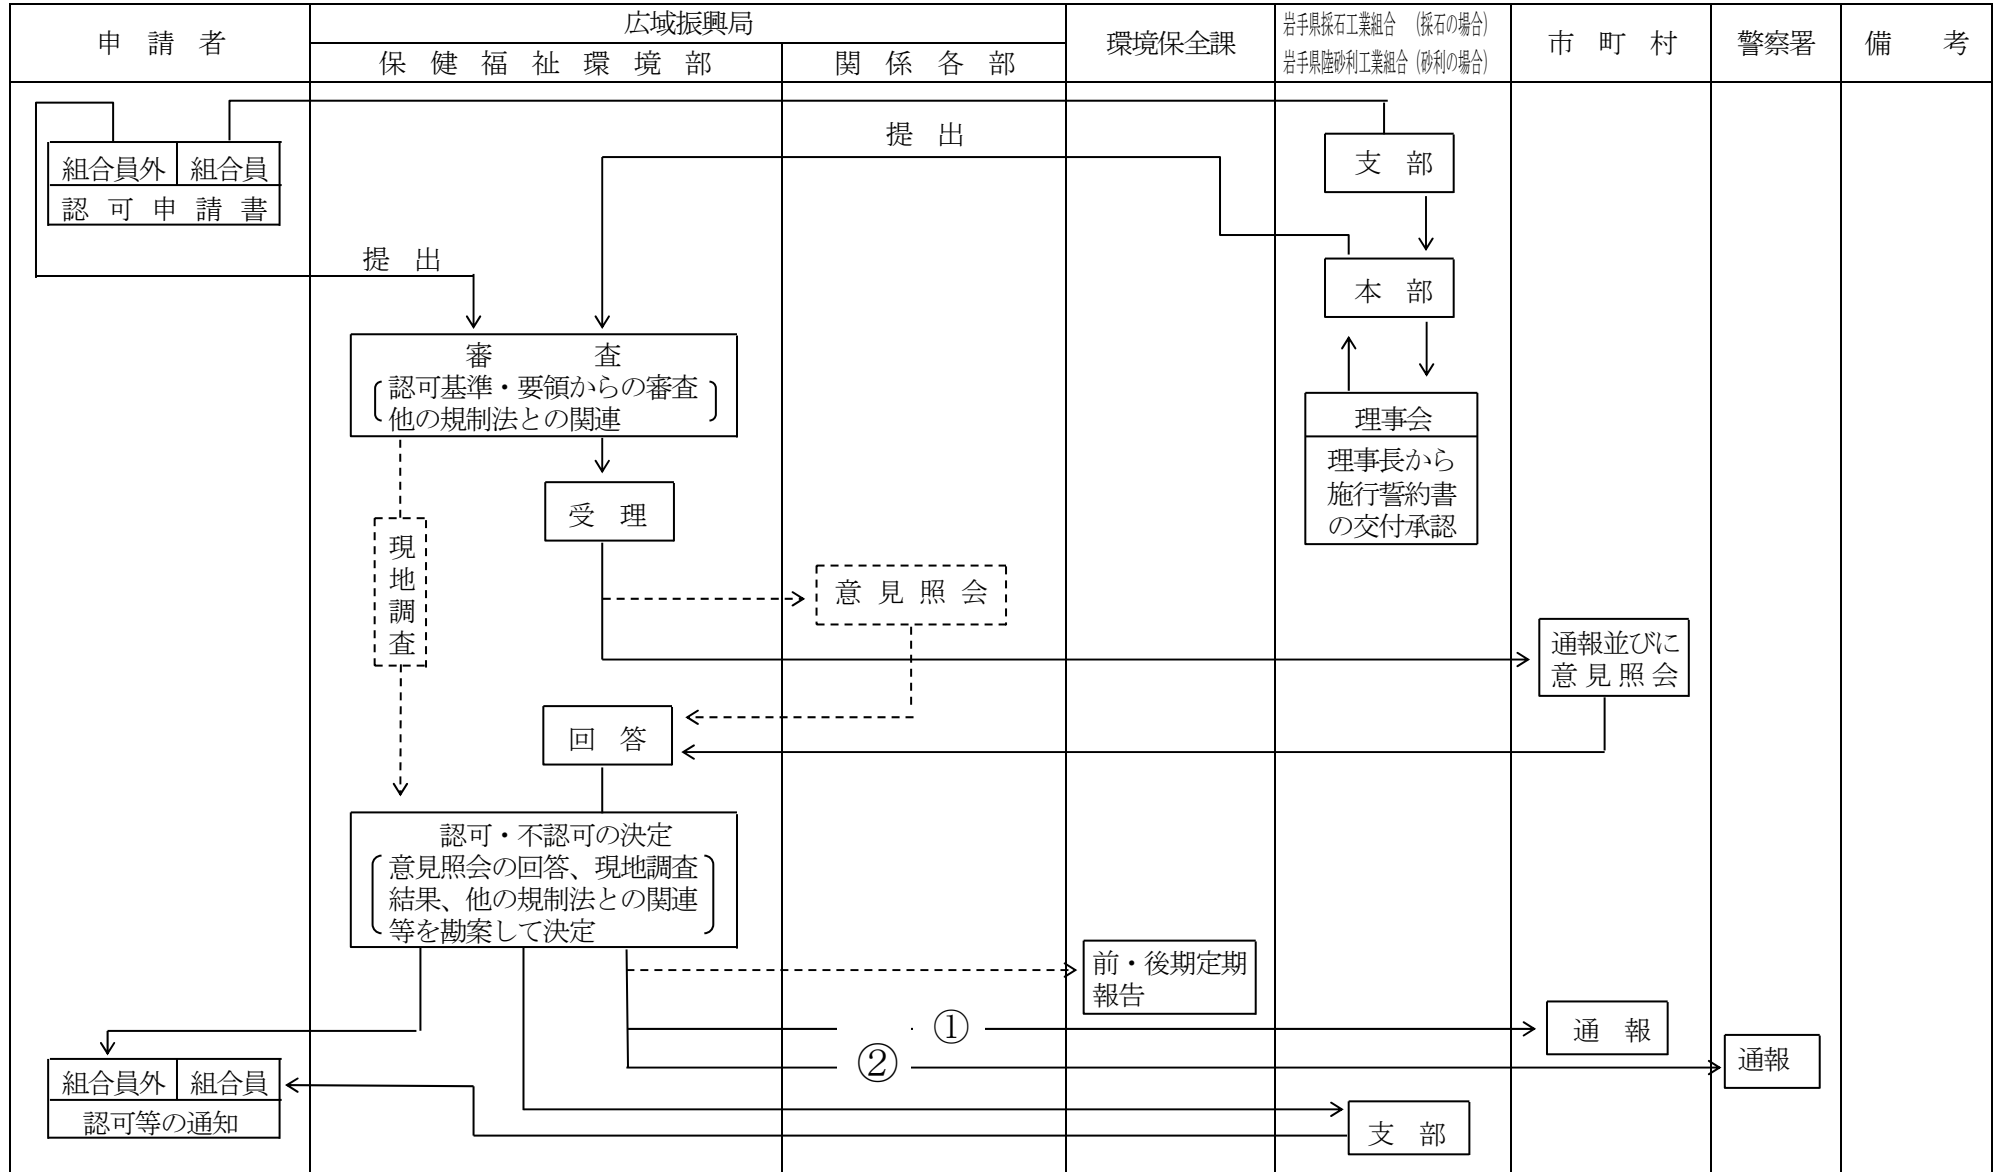 申 請 者
広域振興局
保 健 福 祉 環 境 部
関 係 各 部
環境保全課
岩手県採石工業組合 (採石の場合)
岩手県陸砂利工業組合 (砂利の場合)
市 町 村
警察署
備 考
組合員外 組合員
認 可 申 請 書
提 出
提 出
支 部
本 部
理事会
理事長から
施行誓約書
の交付承認
審 査
認可基準・要領からの審査
他の規制法との関連
受 理
現地調査
意 見 照 会
通報並びに
意 見 照 会
回 答
認可・不認可の決定
意見照会の回答、現地調査
結果、他の規制法との関連
等を勘案して決定
前・後期定期
報告
①
通 報
②
通報
組合員外 組合員
認可等の通知
支 部